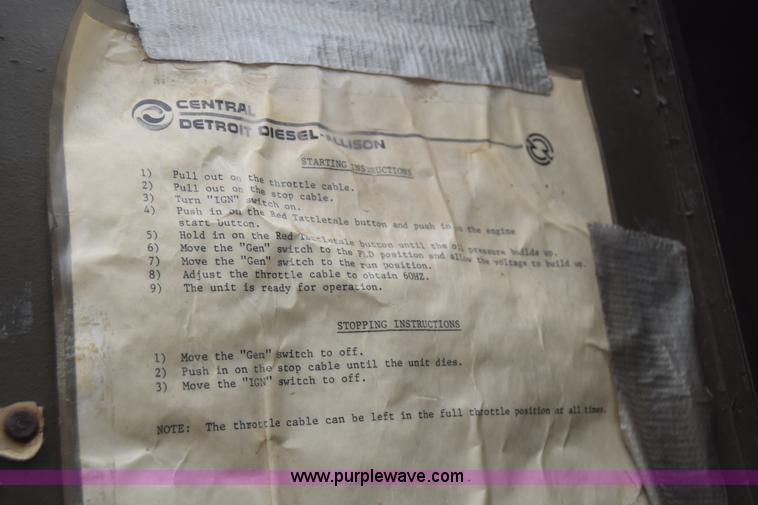 CENTRAL
DETROIT DIESEL-ALLISON
STARTING INSTRUCTIONS
1) Pull out on the throttle cable.
2) Pull out on the stop cable.
3) Turn "IGN" switch on.
4) Push in on the Red Tattletale button and push in on the engine
start button.
5) Hold in on the Red Tattletale button until the oil pressure builds up.
6) Move the "Gen" switch to the FLD position and allow the voltage to build up.
7) Move the "Gen" switch to the run position.
8) Adjust the throttle cable to obtain 60HZ.
9) The unit is ready for operation.
STOPPING INSTRUCTIONS
1) Move the "Gen" switch to off.
2) Push in on the stop cable until the unit dies.
3) Move the "IGN" switch to off.
NOTE: The throttle cable can be left in the full throttle position at all times.
www.purplewave.com